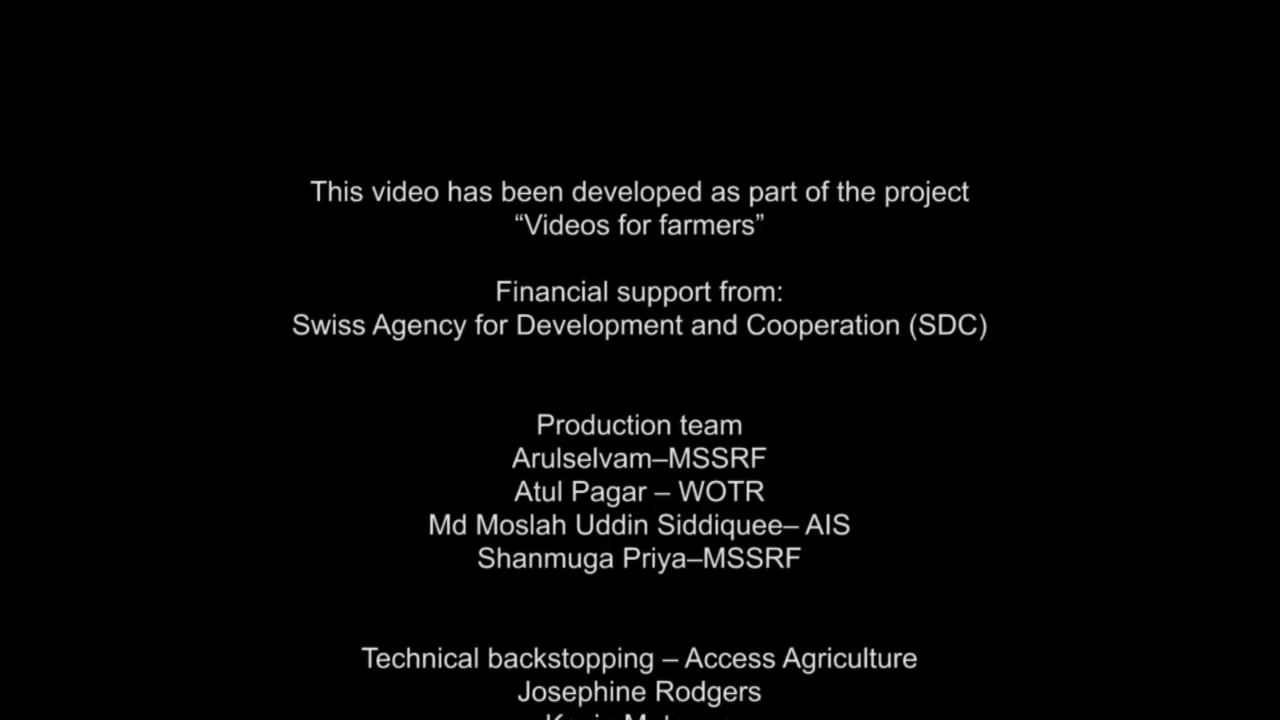 This video has been developed as part of the project
“Videos for farmers”
Financial support from:
Swiss Agency for Development and Cooperation (SDC)
Production team
Arulselvam–MSSRF
Atul Pagar – WOTR
Md Moslah Uddin Siddiquee– AIS
Shanmuga Priya–MSSRF
Technical backstopping – Access Agriculture
Josephine Rodgers